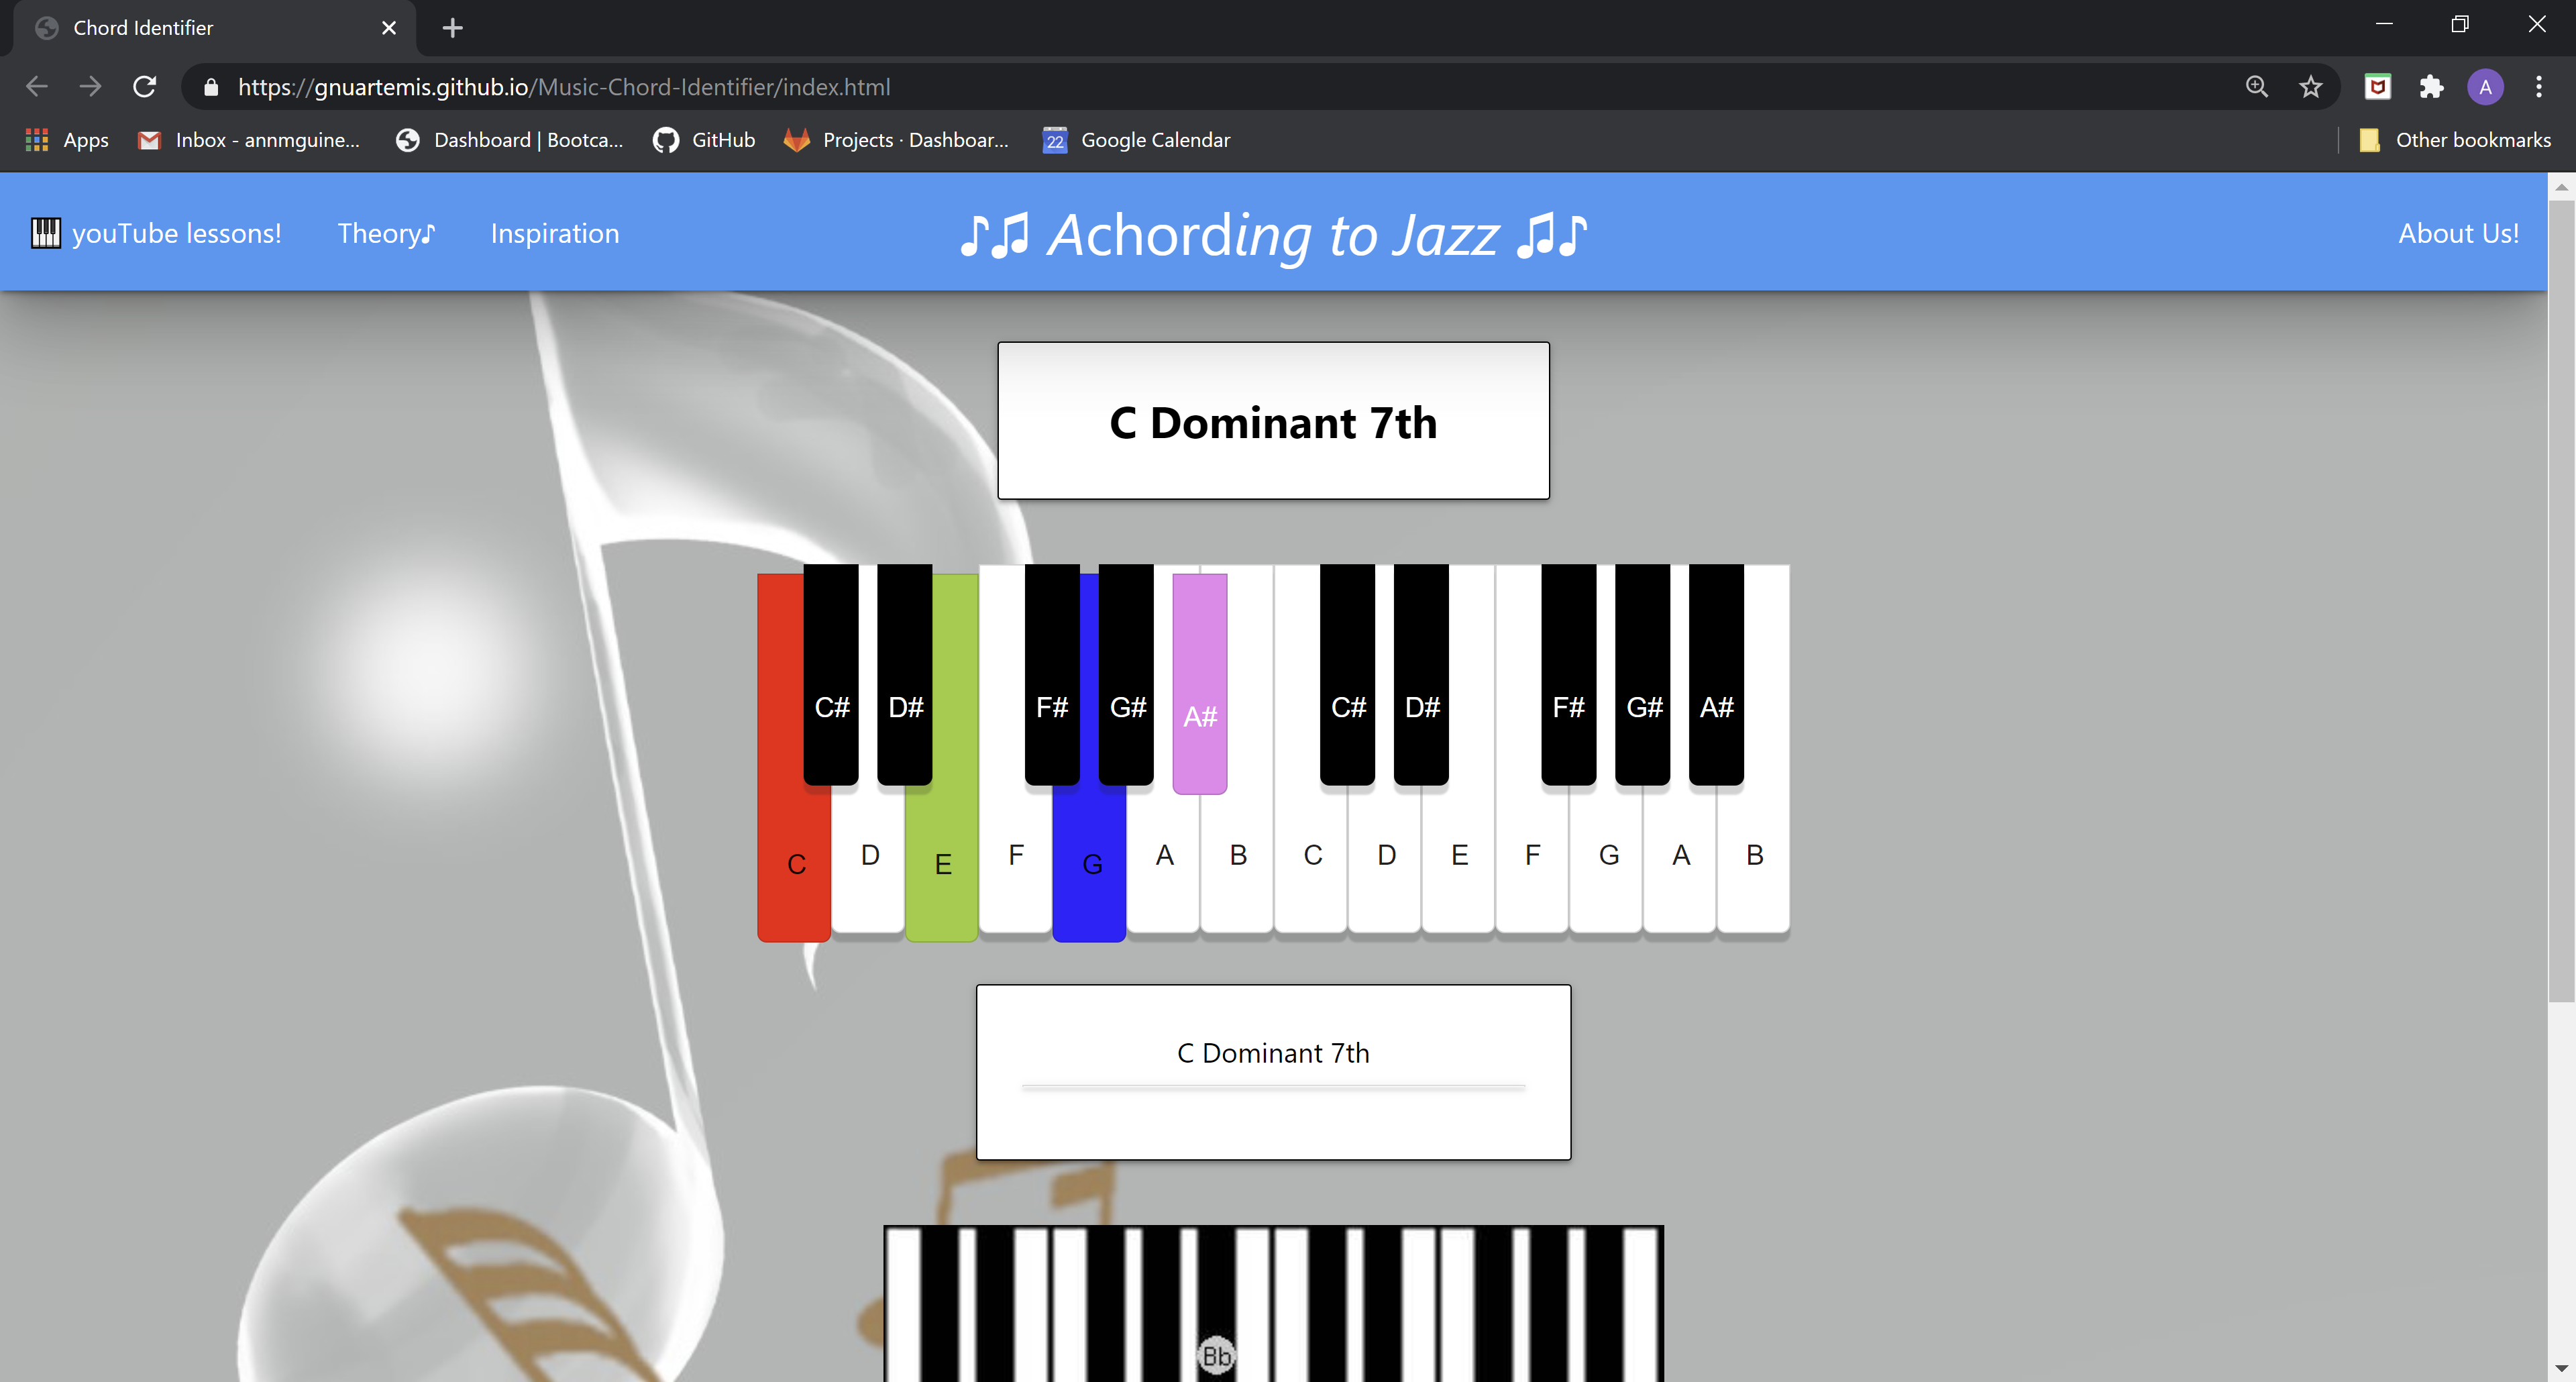 Chord Identifier
https://gnuartemis.github.io/Music-Chord-Identifier/index.html
A
Apps
Inbox - annmguine...
Dashboard | Bootca...
GitHub
Projects · Dashboar...
22
Google Calendar
Other bookmarks
youTube lessons!
Theory♪
Inspiration
♪♫ Achording to Jazz ♫♪
About Us!
C Dominant 7th
C# D# F# G# A# C# D# F# G# A#
C D E F G A B C D E F G A B
C Dominant 7th
Bb